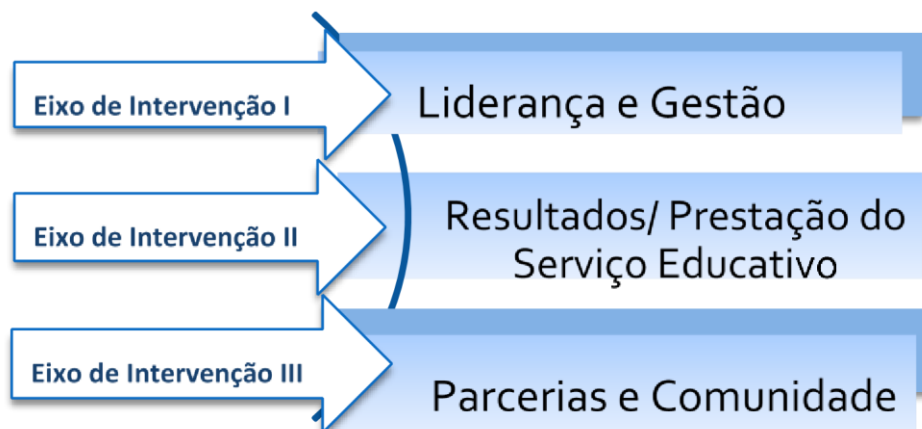 Eixo de Intervenção I
Liderança e Gestão
Eixo de Intervenção II
Resultados/ Prestação do
Serviço Educativo
Eixo de Intervenção III
Parcerias e Comunidade